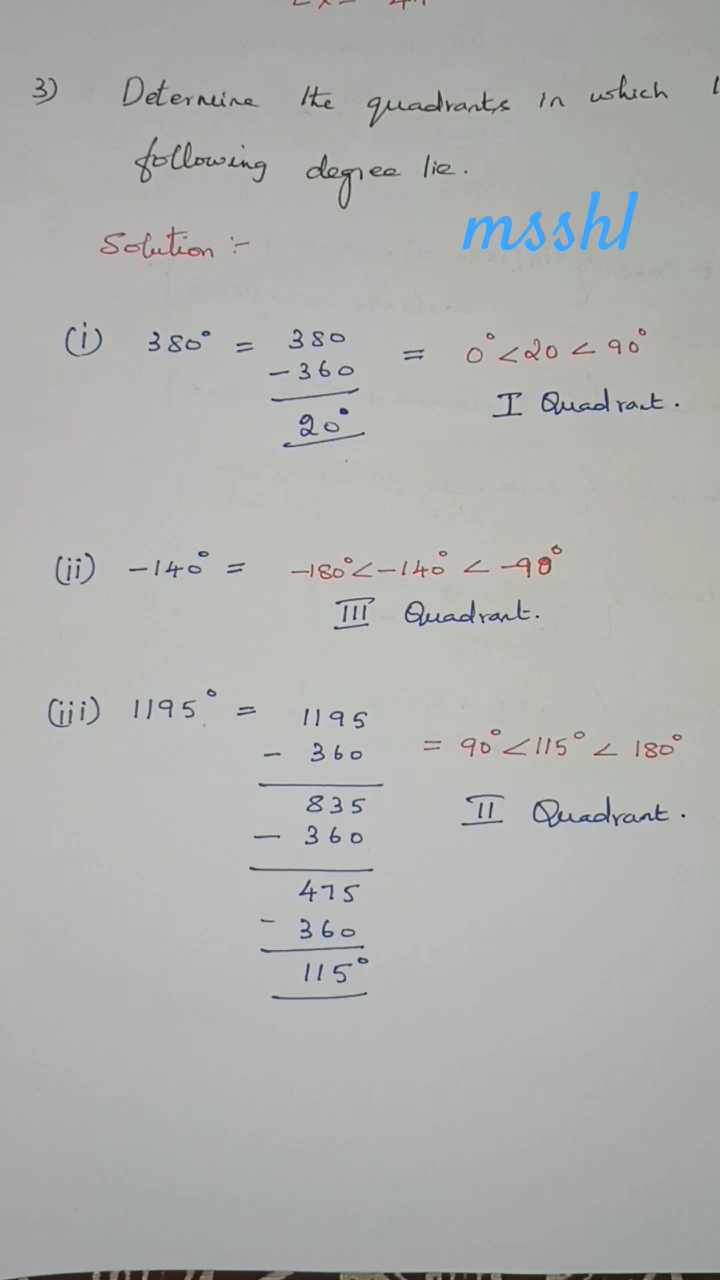 3) Determine the quadrants in which
following degree lie.
msshl
Solution :-
(i) 380° = 380 = 0° < 20 < 90°
- 360
20°
I Quadrant.
(ii) -140° = -180° < -140° < -90°
III Quadrant.
(iii) 1195° = 1195 = 90° < 115° < 180°
- 360
835
II Quadrant.
- 360
475
- 360
115°